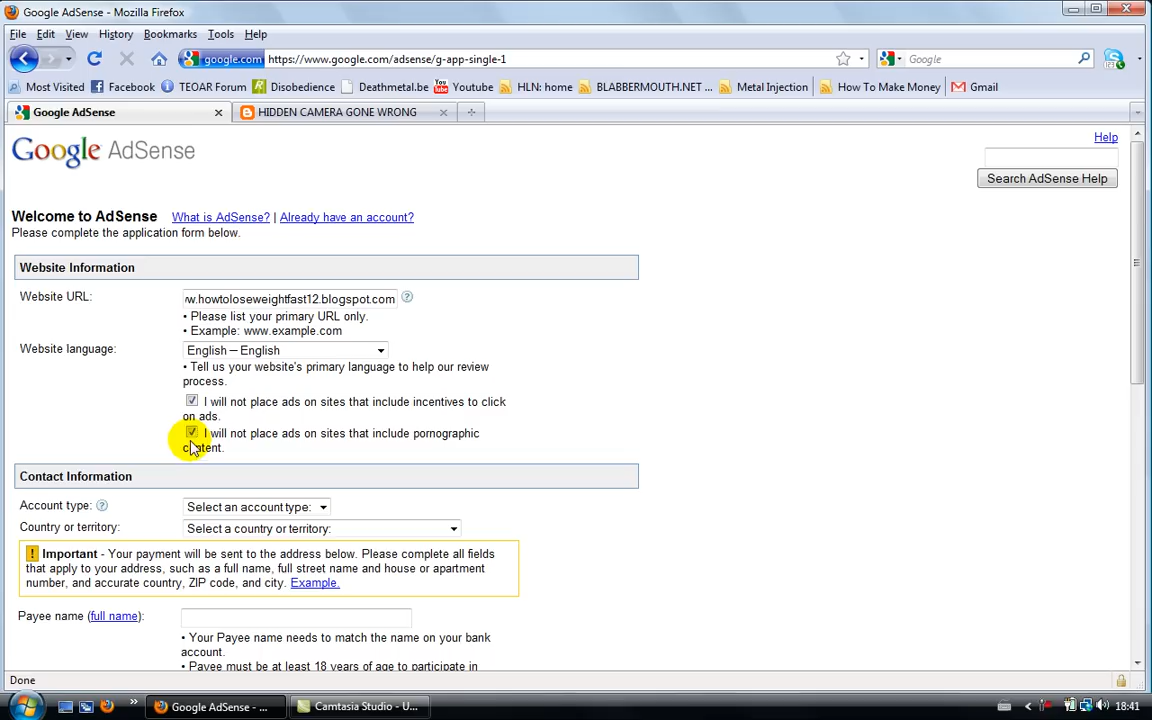 Google AdSense - Mozilla Firefox
File Edit View History Bookmarks Tools Help
google.com https://www.google.com/adsense/g-app-single-1 Google
Most Visited Facebook TEOAR Forum Disobedience Deathmetal.be Youtube HLN: home BLABBERMOUTH.NET ... Metal Injection How To Make Money Gmail
Google AdSense HIDDEN CAMERA GONE WRONG
Help
Google AdSense
Search AdSense Help
Welcome to AdSense What is AdSense? | Already have an account?
Please complete the application form below.
Website Information
Website URL: w.howtoloseweightfast12.blogspot.com
• Please list your primary URL only.
• Example: www.example.com
Website language: English — English
• Tell us your website's primary language to help our review
process.
I will not place ads on sites that include incentives to click
on ads.
I will not place ads on sites that include pornographic
content.
Contact Information
Account type: Select an account type:
Country or territory: Select a country or territory:
! Important - Your payment will be sent to the address below. Please complete all fields
that apply to your address, such as a full name, full street name and house or apartment
number, and accurate country, ZIP code, and city. Example.
Payee name (full name):
• Your Payee name needs to match the name on your bank
account.
• Payee must be at least 18 years of age to participate in
Done
Google AdSense - ... Camtasia Studio - U... 18:41